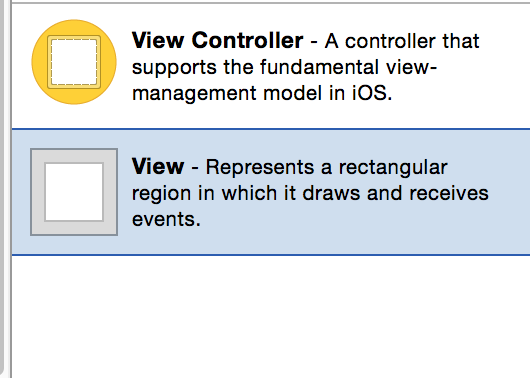 View Controller - A controller that
supports the fundamental view-
management model in iOS.
View - Represents a rectangular
region in which it draws and receives
events.